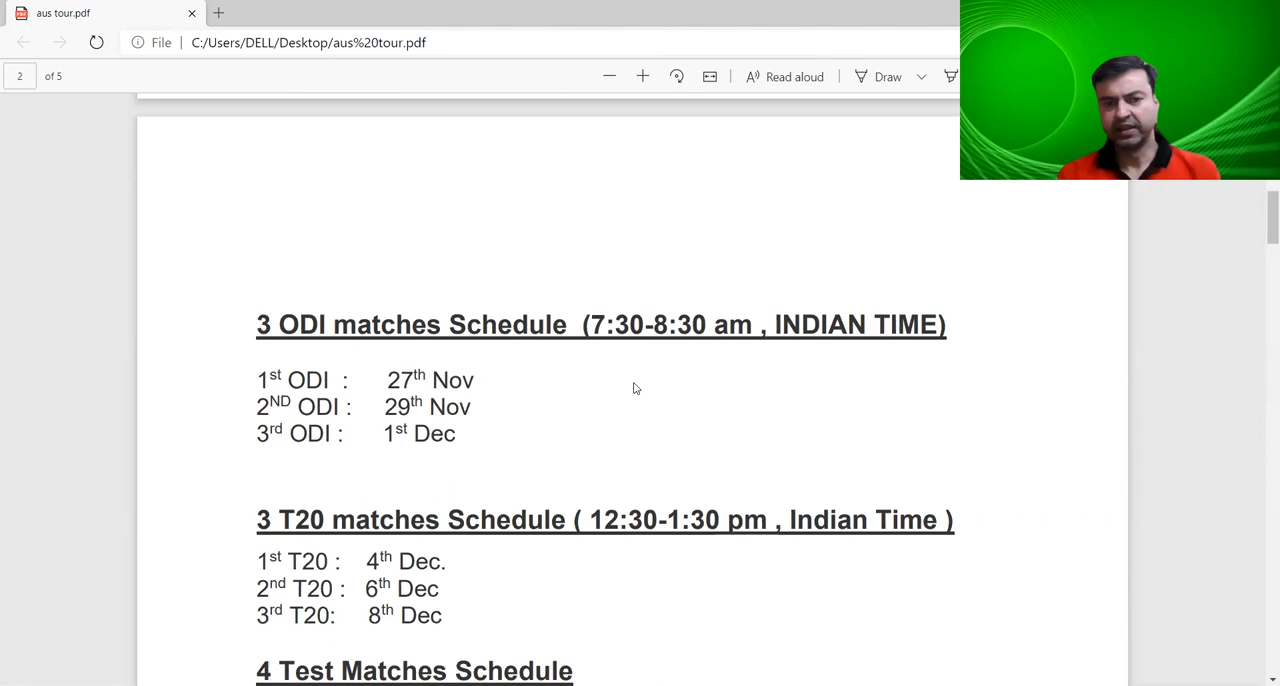 aus tour.pdf
File | C:/Users/DELL/Desktop/aus%20tour.pdf
2 of 5 Read aloud Draw
3 ODI matches Schedule (7:30-8:30 am , INDIAN TIME)
1st ODI : 27th Nov
2ND ODI : 29th Nov
3rd ODI : 1st Dec
3 T20 matches Schedule ( 12:30-1:30 pm , Indian Time )
1st T20 : 4th Dec.
2nd T20 : 6th Dec
3rd T20: 8th Dec
4 Test Matches Schedule